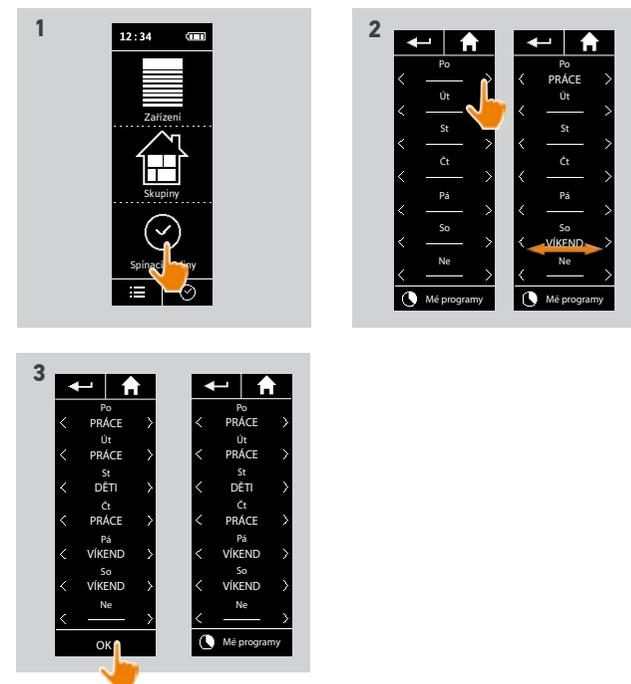 1
12:34
Zařízení
Skupiny
Spínací
2
Po
Út
St
Čt
Pá
So
Ne
Mé programy
Po
PRÁCE
Út
St
Čt
Pá
So
VÍKEND
Ne
Mé programy
3
Po
PRÁCE
Út
PRÁCE
St
DĚTI
Čt
PRÁCE
Pá
VÍKEND
So
VÍKEND
Ne
OK
Po
PRÁCE
Út
PRÁCE
St
DĚTI
Čt
PRÁCE
Pá
VÍKEND
So
VÍKEND
Ne
Mé programy